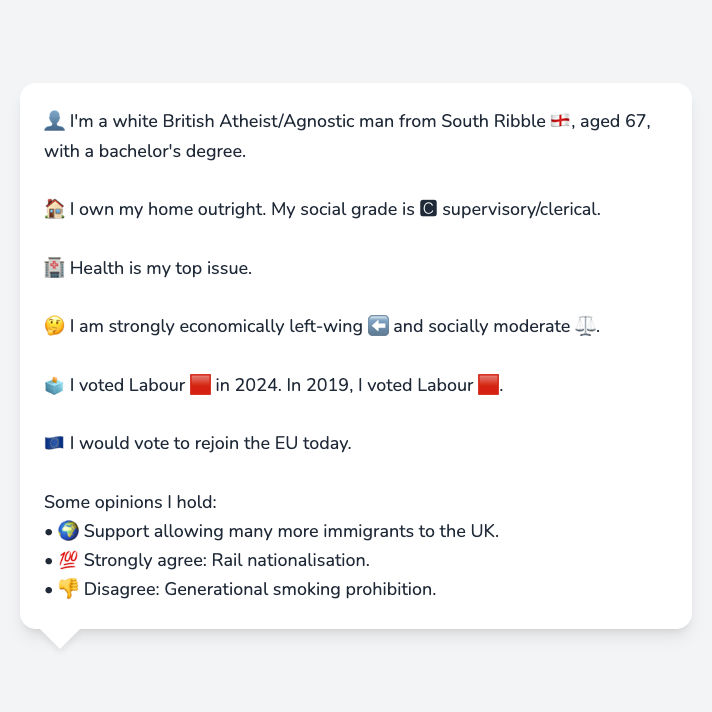 👤 I'm a white British Atheist/Agnostic man from South Ribble 🏴󠁧󠁢󠁥󠁮󠁧󠁿, aged 67,
with a bachelor's degree.
🏠 I own my home outright. My social grade is 🅲 supervisory/clerical.
🏥 Health is my top issue.
🤔 I am strongly economically left-wing ⬅️ and socially moderate ⚖️.
🗳️ I voted Labour 🟥 in 2024. In 2019, I voted Labour 🟥.
🇪🇺 I would vote to rejoin the EU today.
Some opinions I hold:
• 🌍 Support allowing many more immigrants to the UK.
• 💯 Strongly agree: Rail nationalisation.
• 👎 Disagree: Generational smoking prohibition.